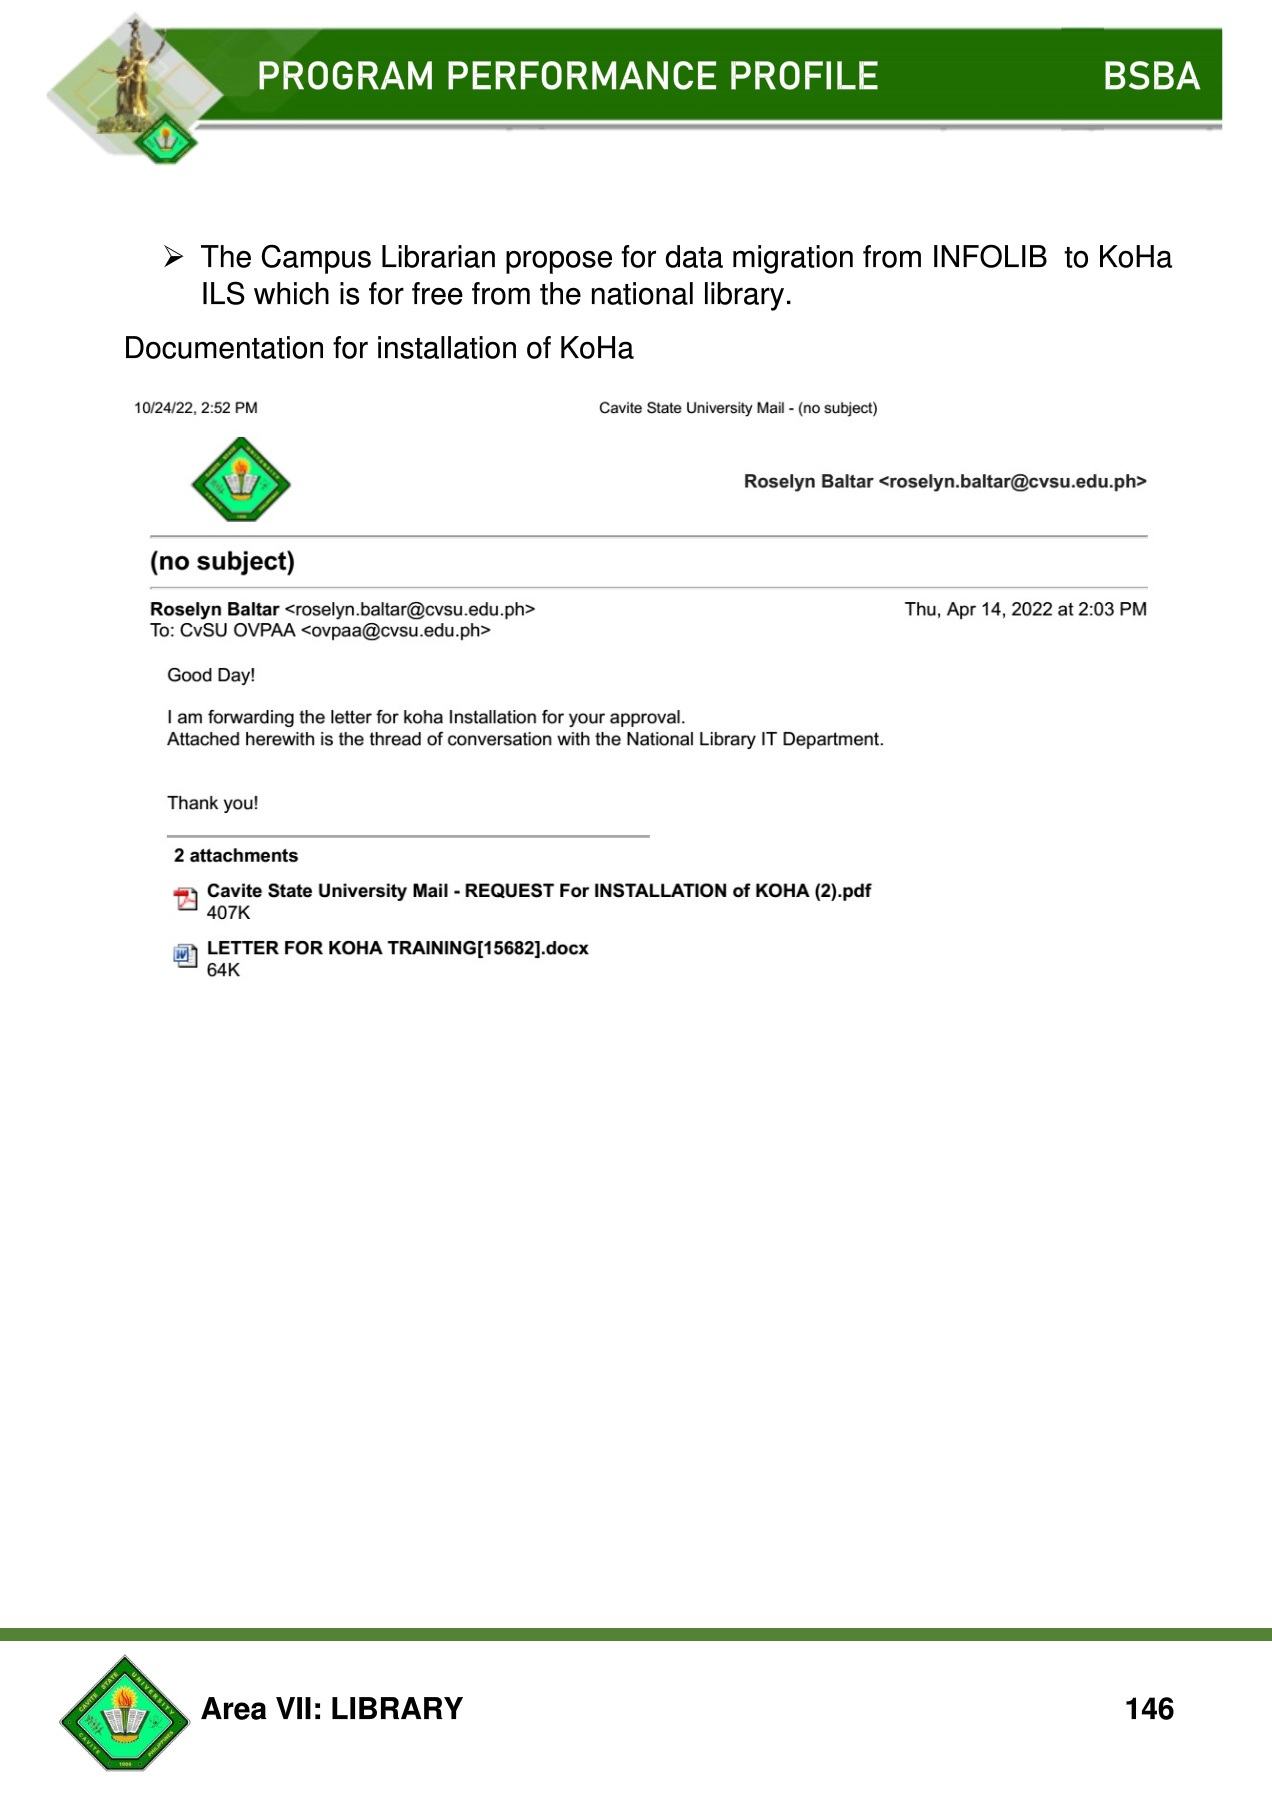 PROGRAM PERFORMANCE PROFILE BSBA
➢ The Campus Librarian propose for data migration from INFOLIB  to KoHa
ILS which is for free from the national library.
Documentation for installation of KoHa
10/24/22, 2:52 PM Cavite State University Mail - (no subject)
Roselyn Baltar <roselyn.baltar@cvsu.edu.ph>
(no subject)
Roselyn Baltar <roselyn.baltar@cvsu.edu.ph> Thu, Apr 14, 2022 at 2:03 PM
To: CvSU OVPAA <ovpaa@cvsu.edu.ph>
Good Day!
I am forwarding the letter for koha Installation for your approval.
Attached herewith is the thread of conversation with the National Library IT Department.
Thank you!
2 attachments
Cavite State University Mail - REQUEST For INSTALLATION of KOHA (2).pdf
407K
LETTER FOR KOHA TRAINING[15682].docx
64K
CAVITE STATE UNIVERSITY
CAVITE PHILIPPINES
Area VII: LIBRARY 146